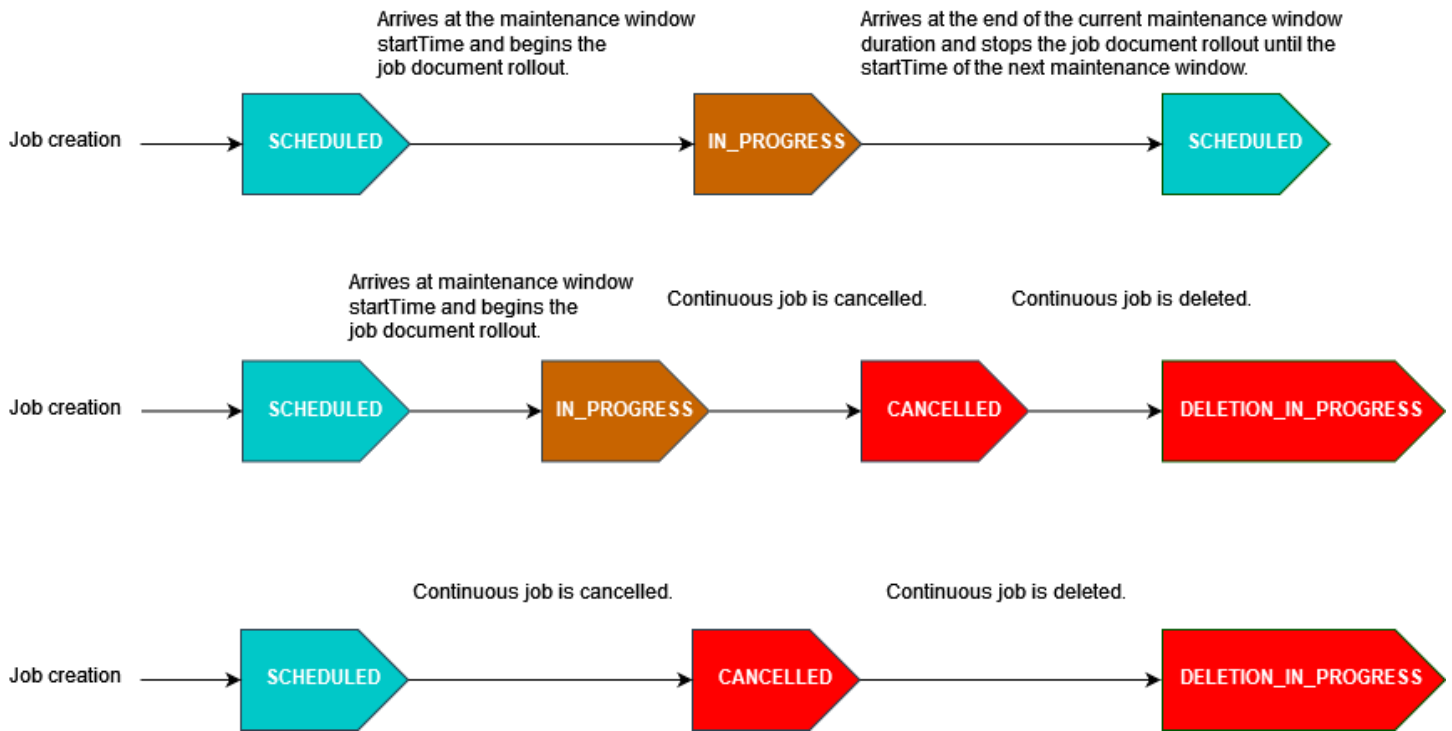 Arrives at the maintenance window
startTime and begins the
job document rollout.
Arrives at the end of the current maintenance window
duration and stops the job document rollout until the
startTime of the next maintenance window.
Job creation
SCHEDULED
IN_PROGRESS
SCHEDULED
Arrives at maintenance window
startTime and begins the
job document rollout.
Continuous job is cancelled.
Continuous job is deleted.
Job creation
SCHEDULED
IN_PROGRESS
CANCELLED
DELETION_IN_PROGRESS
Continuous job is cancelled.
Continuous job is deleted.
Job creation
SCHEDULED
CANCELLED
DELETION_IN_PROGRESS